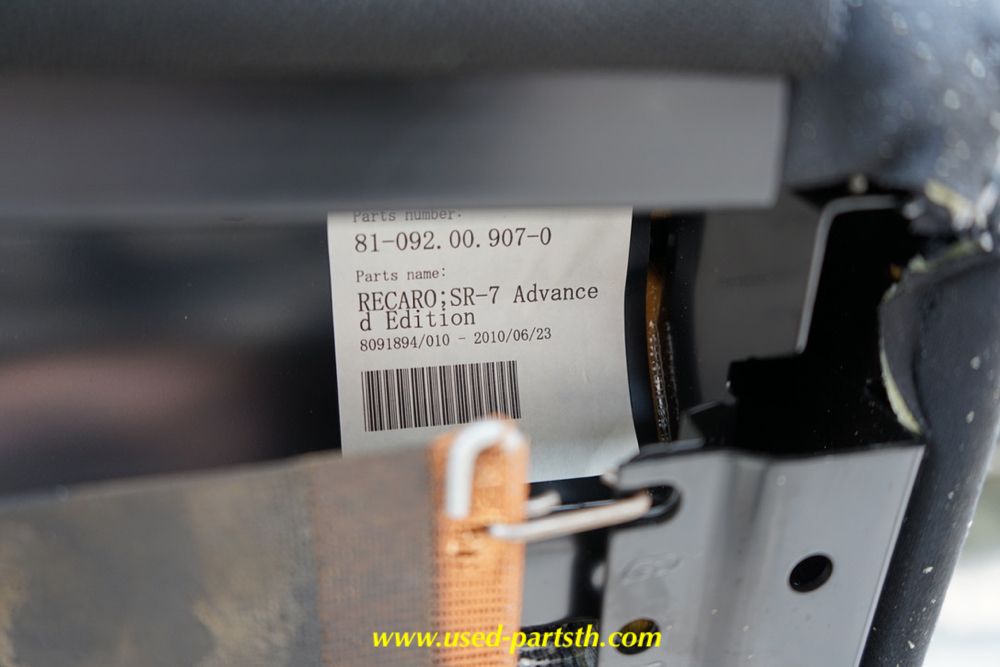 Parts number:
81-092.00.907-0
Parts name:
RECARO;SR-7 Advance
d Edition
8091894/010 - 2010/06/23
www.used-partsth.com